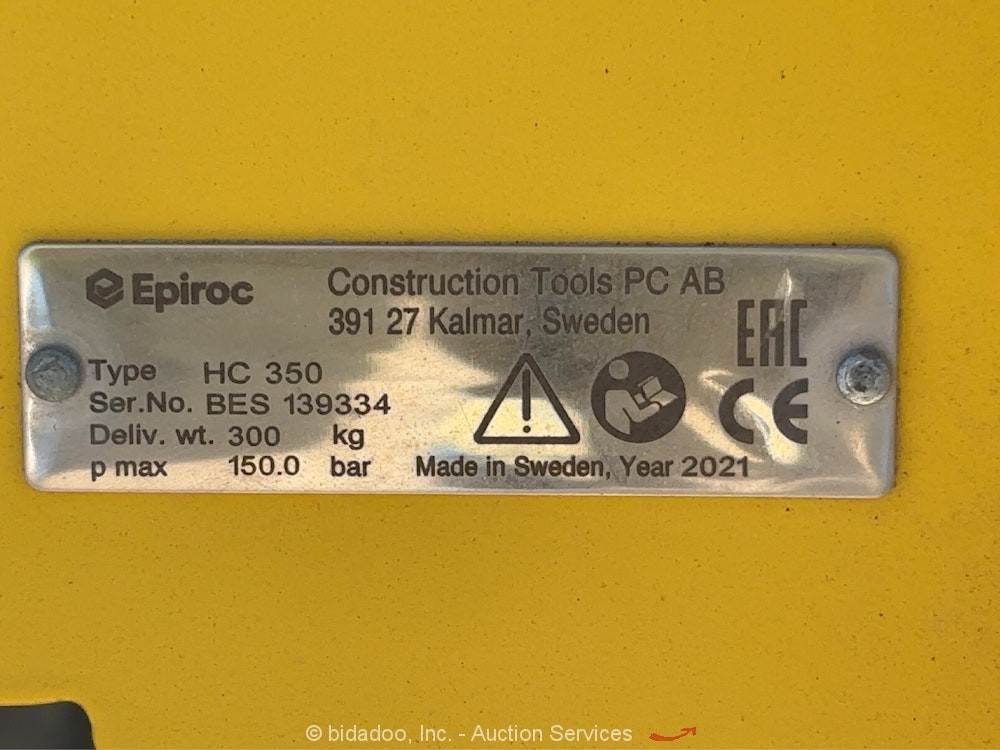 Epiroc
Construction Tools PC AB
391 27 Kalmar, Sweden
EAC
Type HC 350
Ser.No. BES 139334
Deliv. wt. 300 kg
p max 150.0 bar
CE
Made in Sweden, Year 2021
© bidadoo, Inc. - Auction Services